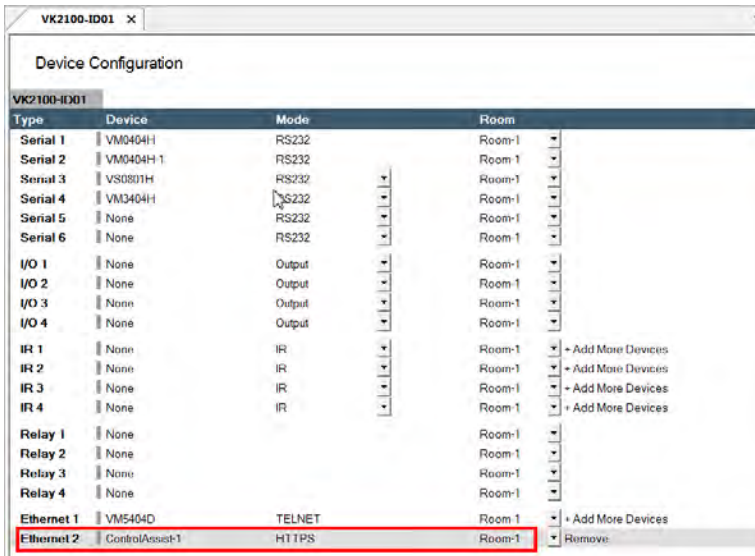 VK2100-ID01 ×
Device Configuration
VK2100-ID01
Type Device Mode Room
Serial 1 VM0404H RS232 Room-1
Serial 2 VM0404H-1 RS232 Room-1
Serial 3 VS0801H RS232 Room-1
Serial 4 VM3404H RS232 Room-1
Serial 5 None RS232 Room-1
Serial 6 None RS232 Room-1
I/O 1 None Output Room-1
I/O 2 None Output Room-1
I/O 3 None Output Room-1
I/O 4 None Output Room-1
IR 1 None IR Room-1 + Add More Devices
IR 2 None IR Room-1 + Add More Devices
IR 3 None IR Room-1 + Add More Devices
IR 4 None IR Room-1 + Add More Devices
Relay 1 None Room-1
Relay 2 None Room-1
Relay 3 None Room-1
Relay 4 None Room-1
Ethernet 1 VM5404D TELNET Room-1 + Add More Devices
Ethernet 2 ControlAssist-1 HTTPS Room-1 Remove